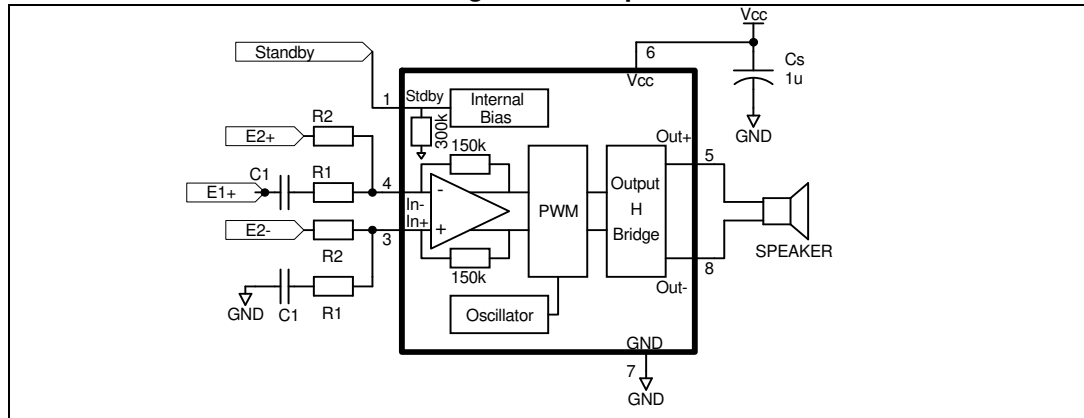 Vcc
6
Standby
Cs
1u
Vcc
1
Stdby
Internal
Bias
GND
R2
300k
Out+
E2+
150k
5
C1
R1
4
-
Output
E1+
In-
PWM
H
In+
E2-
+
Bridge
3
SPEAKER
R2
150k
8
Out-
GND
C1
R1
Oscillator
GND
7
GND